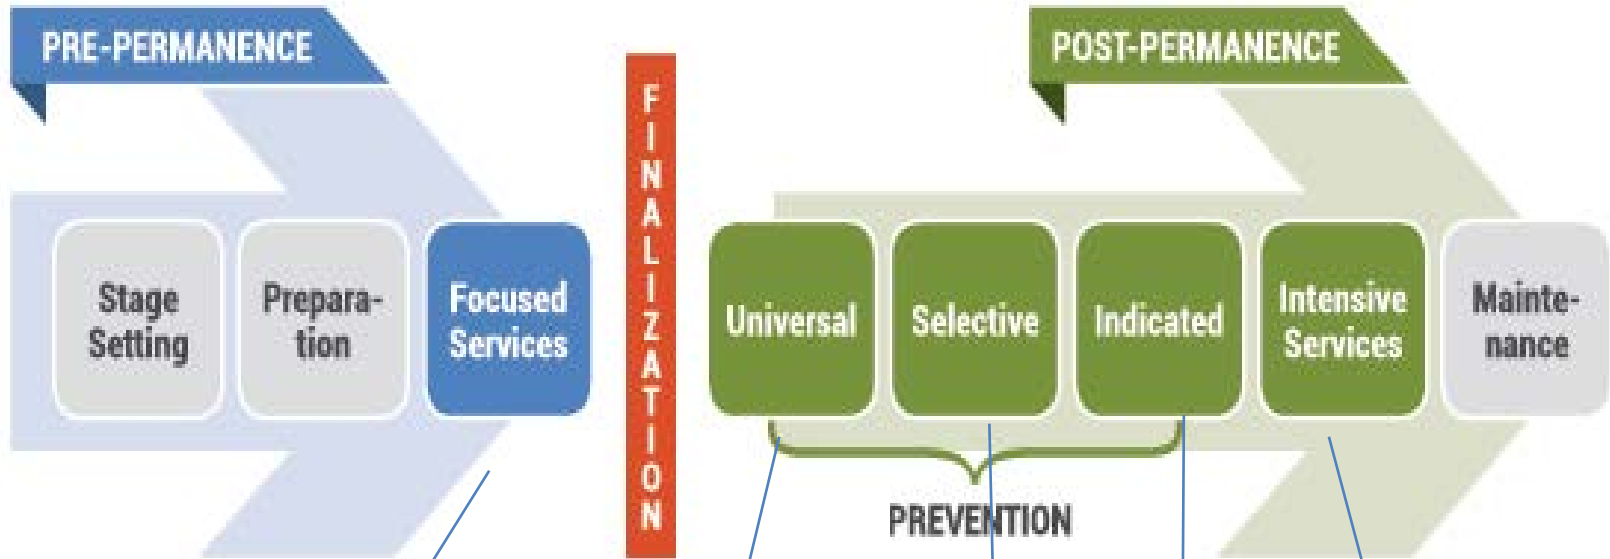 PRE-PERMANENCE
Stage
Setting
Prepara-
tion
Focused
Services
FINALIZATION
POST-PERMANENCE
Universal
Selective
Indicated
Intensive
Services
Mainte-
nance
PREVENTION